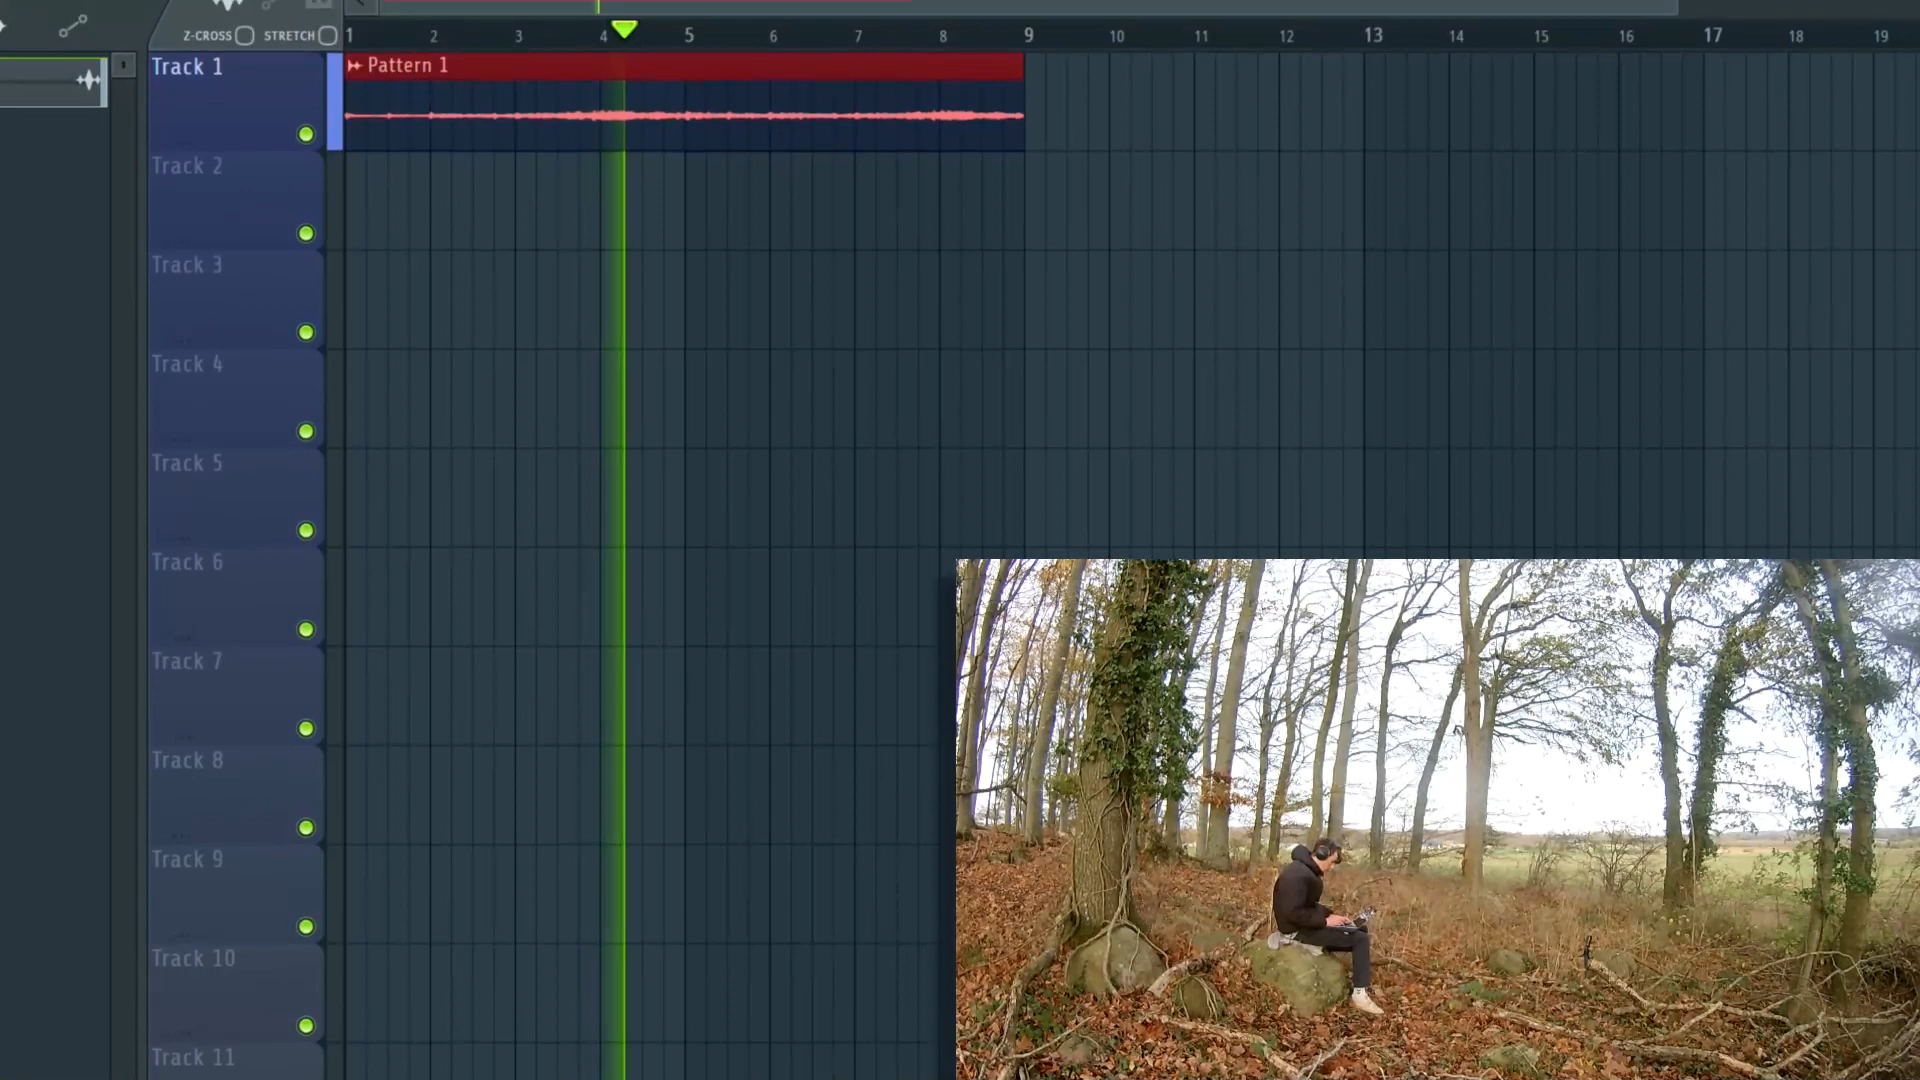 Z-CROSS STRETCH 1 2 3 4 5 6 7 8 9 10 11 12 13 14 15 16 17 18 19
Track 1
Pattern 1
Track 2
Track 3
Track 4
Track 5
Track 6
Track 7
Track 8
Track 9
Track 10
Track 11